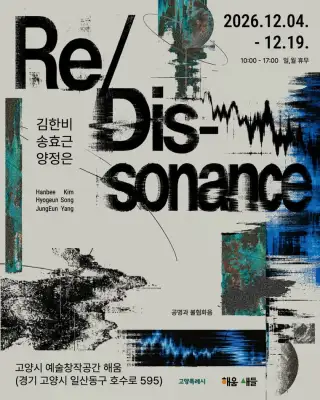 Re/
Dis-
sonance
2026.12.04.
- 12.19.
10:00 - 17:00 일,월 휴무
김한비
송효근
양정은
Hanbee Kim
Hyogeun Song
JungEun Yang
공명과 불협화음
고양시 예술창작공간 해움
(경기 고양시 일산동구 호수로 595)
고양특례시
해움 새들